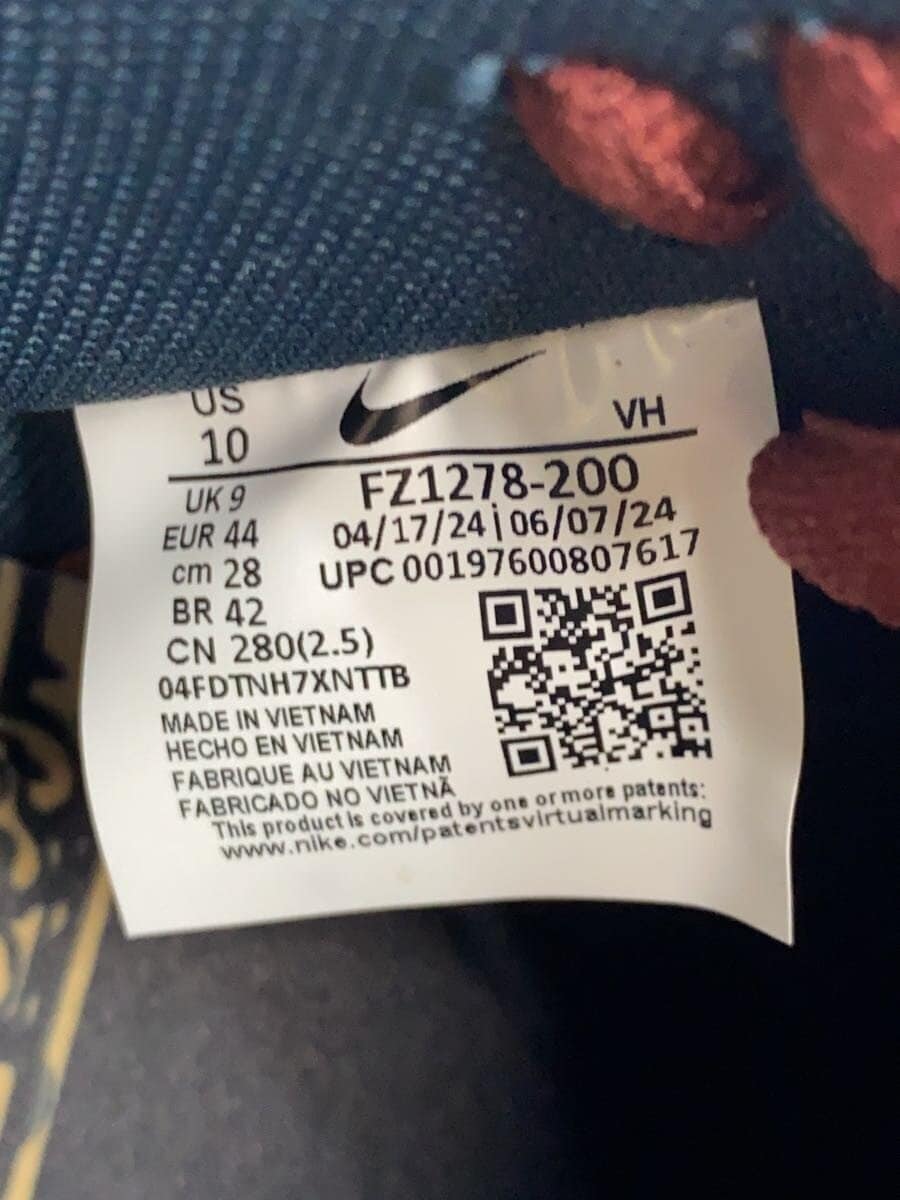 US
10
VH
UK 9
FZ1278-200
EUR 44
04/17/24 | 06/07/24
cm 28
UPC 00197600807617
BR 42
CN 280(2.5)
04FDTNH7XNTTB
MADE IN VIETNAM
HECHO EN VIETNAM
FABRIQUE AU VIETNAM
FABRICADO NO VIETNÃ
This product is covered by one or more patents:
www.nike.com/patentsvirtualmarking